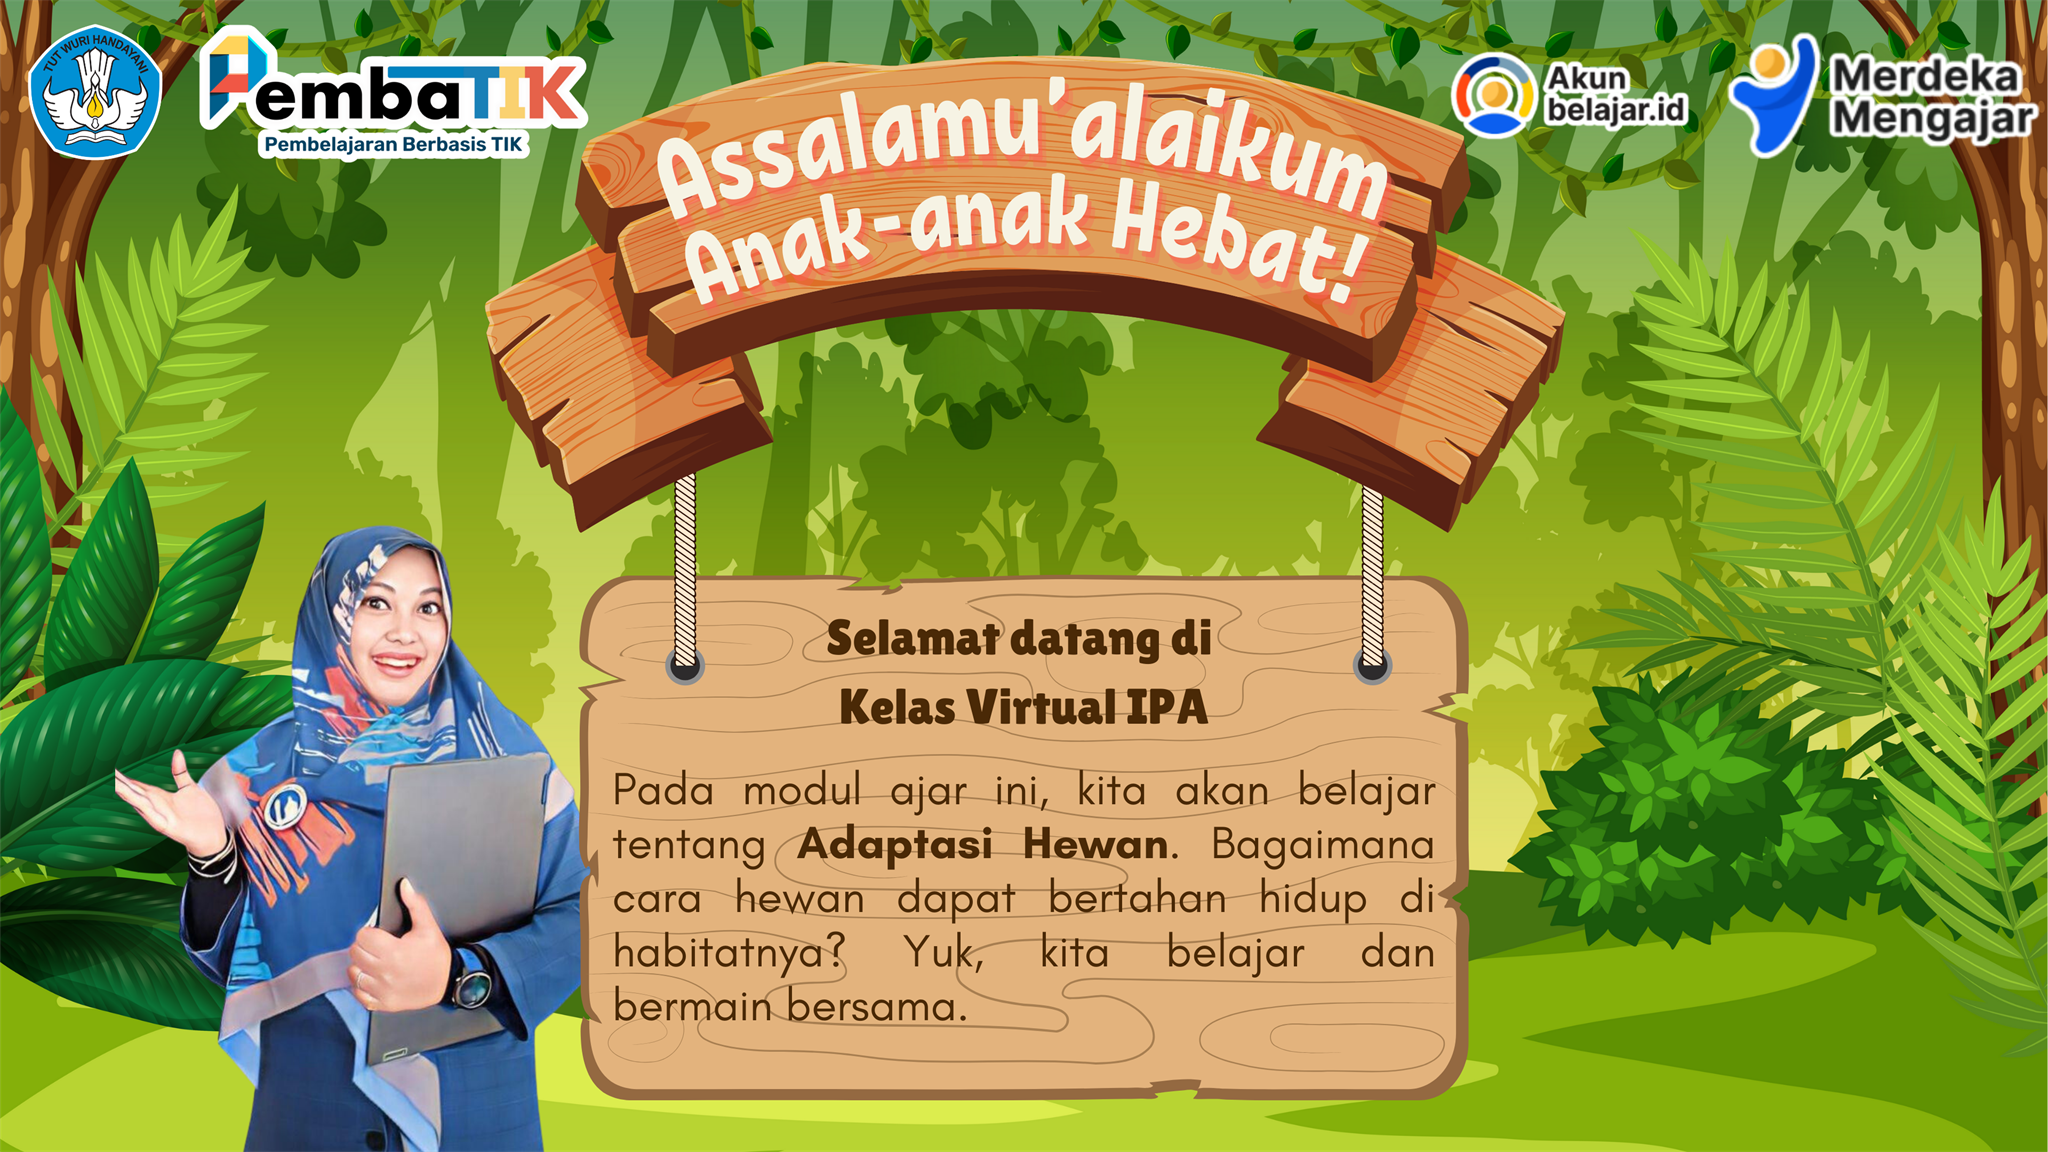 TUT WURI HANDAYANI
PembaTIK
Pembelajaran Berbasis TIK
Akun
belajar.id
Merdeka
Mengajar
Assalamu'alaikum
Anak-anak Hebat!
Selamat datang di
Kelas Virtual IPA
Pada modul ajar ini, kita akan belajar
tentang Adaptasi Hewan. Bagaimana
cara hewan dapat bertahan hidup di
habitatnya? Yuk, kita belajar dan
bermain bersama.